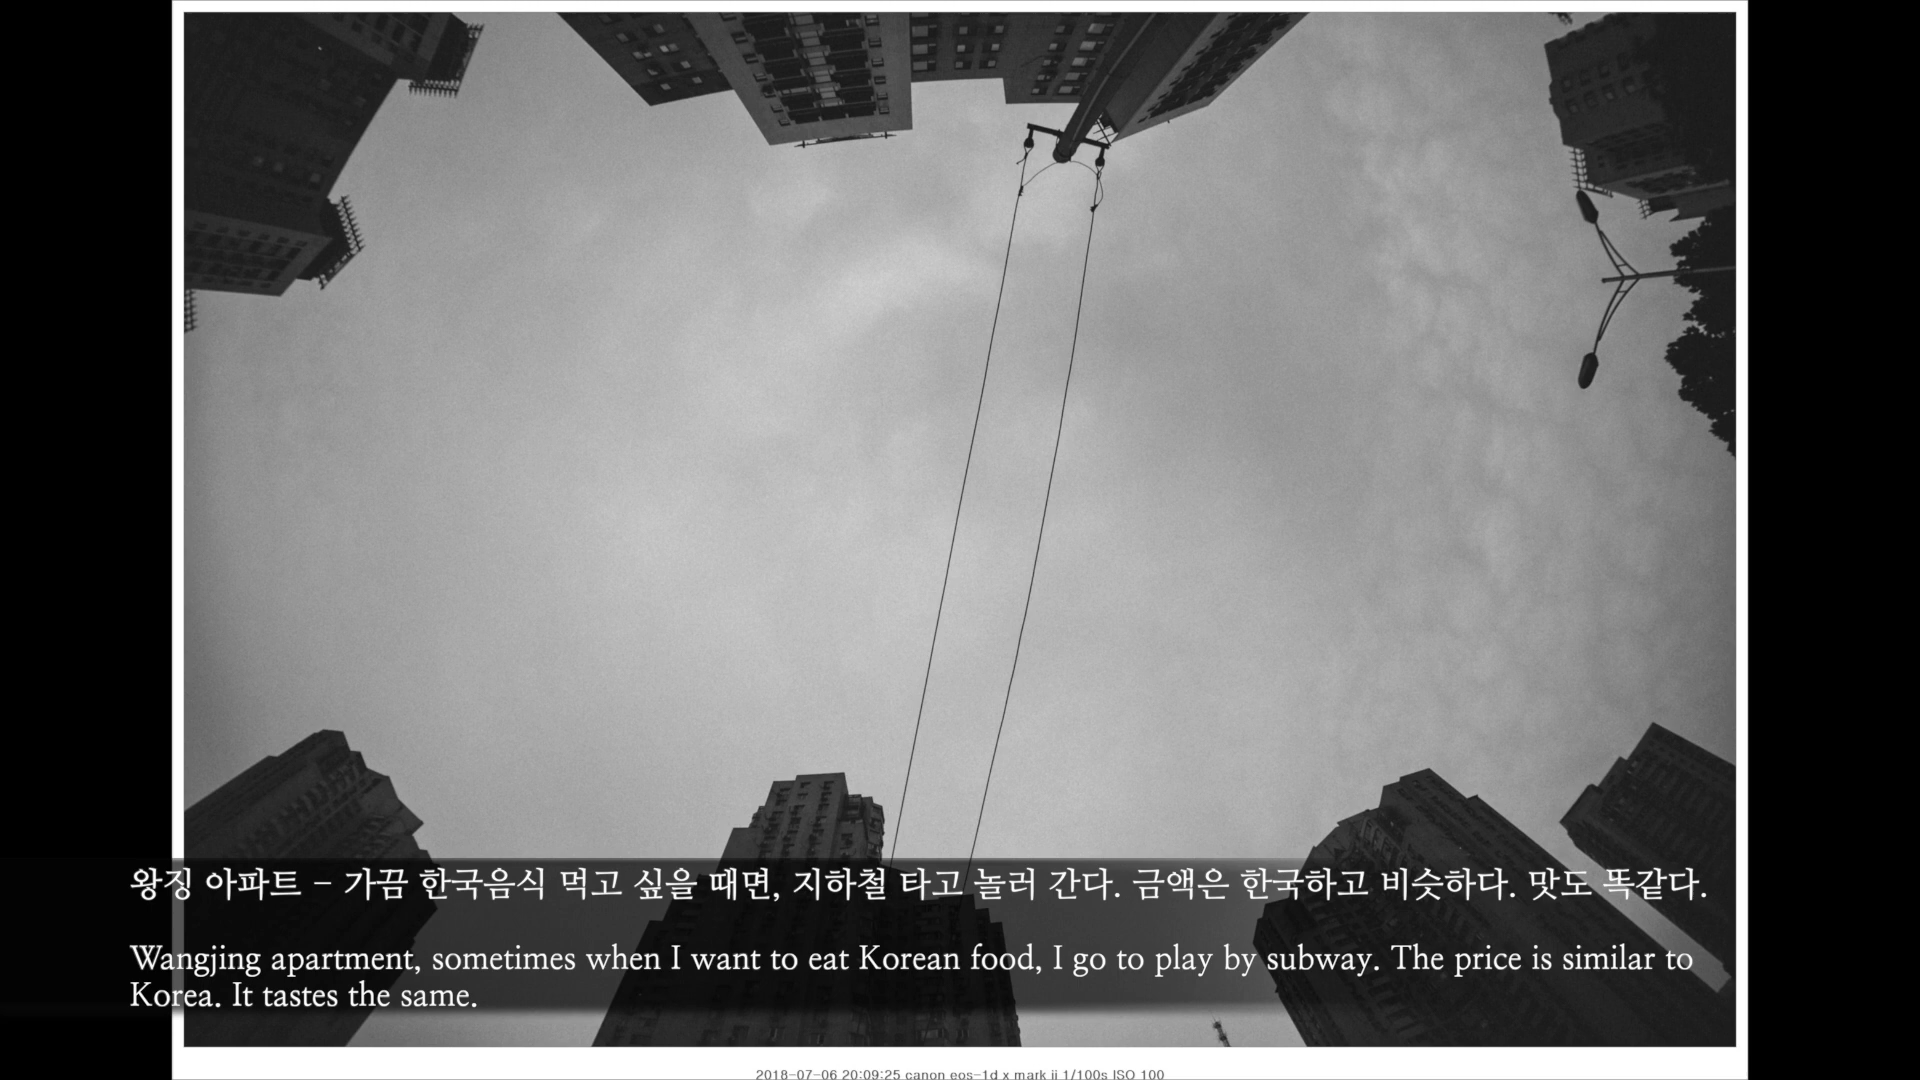 왕징 아파트 - 가끔 한국음식 먹고 싶을 때면, 지하철 타고 놀러 간다. 금액은 한국하고 비슷하다. 맛도 똑같다.
Wangjing apartment, sometimes when I want to eat Korean food, I go to play by subway. The price is similar to
Korea. It tastes the same.
2018-07-06 20:09:25 canon eos-1d x mark ii 1/100s ISO 100